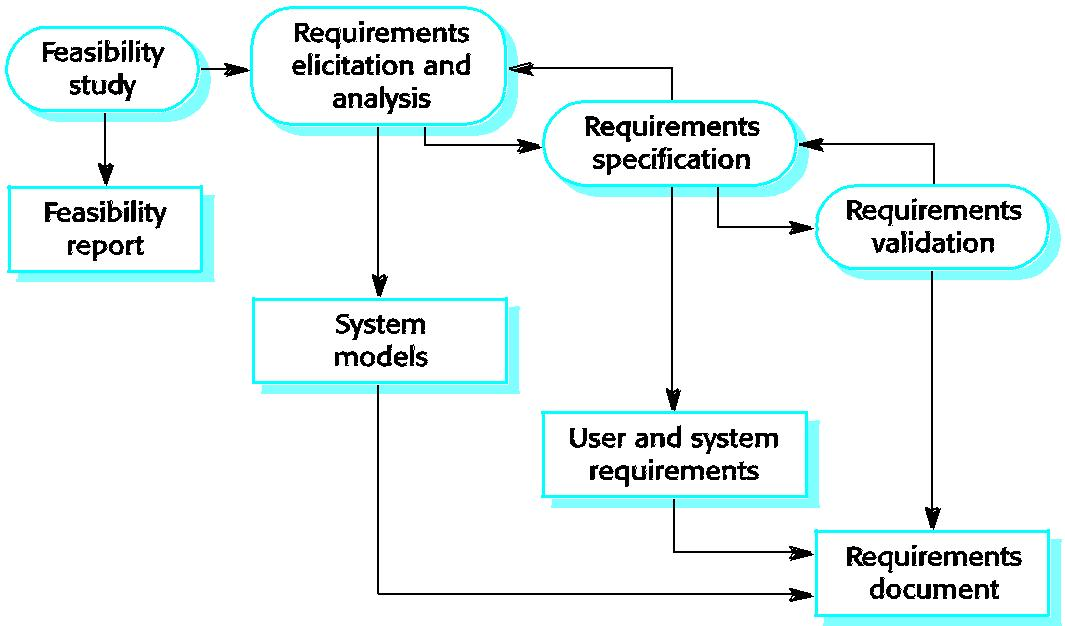 Feasibility
study
Requirements
elicitation and
analysis
Requirements
specification
Requirements
validation
Feasibility
report
System
models
User and system
requirements
Requirements
document